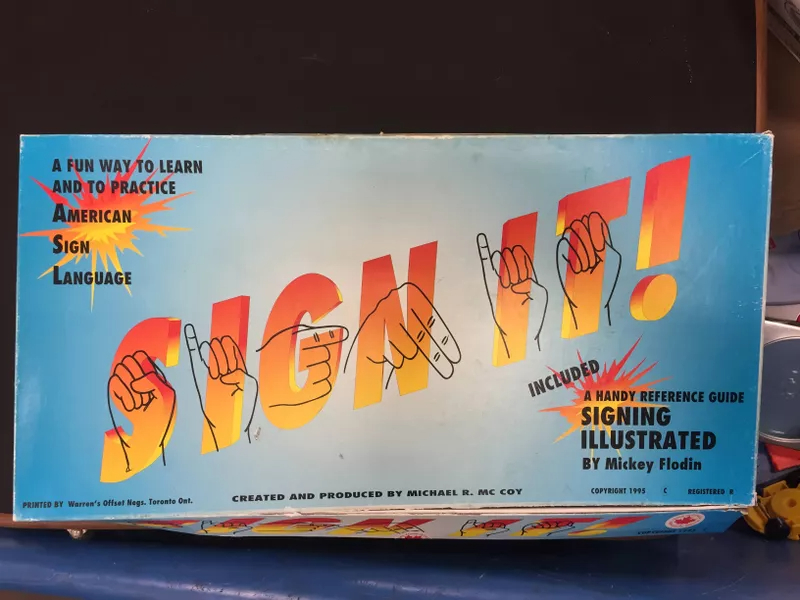 A FUN WAY TO LEARN
AND TO PRACTICE
AMERICAN
SIGN
LANGUAGE
SIGN IT!
INCLUDED
A HANDY REFERENCE GUIDE
SIGNING
ILLUSTRATED
BY Mickey Flodin
PRINTED BY Warren's Offset Negs. Toronto Ont.
CREATED AND PRODUCED BY MICHAEL R. MC COY
COPYRIGHT 1995 C REGISTERED R
SIGN IT!